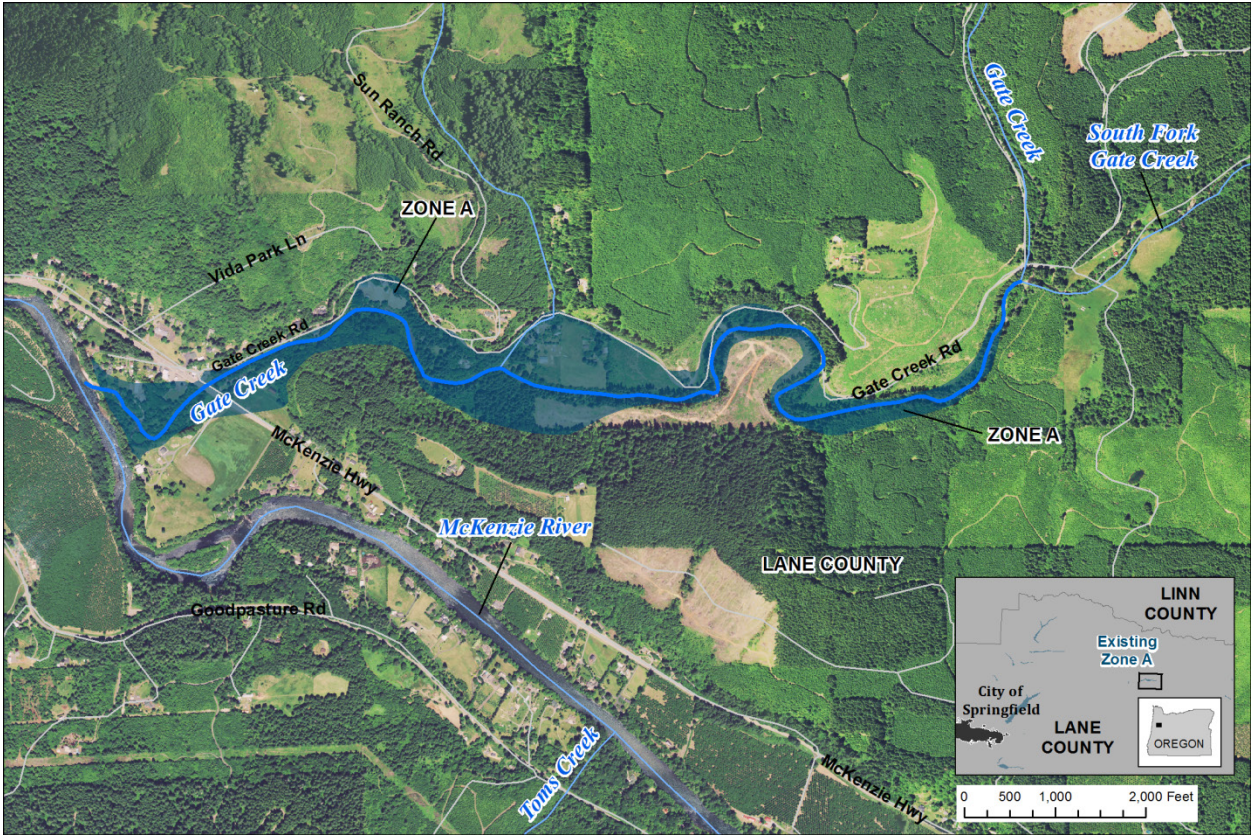 Gate Creek
South Fork
Gate Creek
Sun Ranch Rd
ZONE A
Vida Park Ln
Gate Creek Rd
Gate Creek
Gate Creek Rd
ZONE A
McKenzie Hwy
McKenzie River
LANE COUNTY
Goodpasture Rd
Toms Creek
McKenzie Hwy
LINN
COUNTY
Existing
Zone A
City of
Springfield
LANE
COUNTY
OREGON
0 500 1,000 2,000 Feet